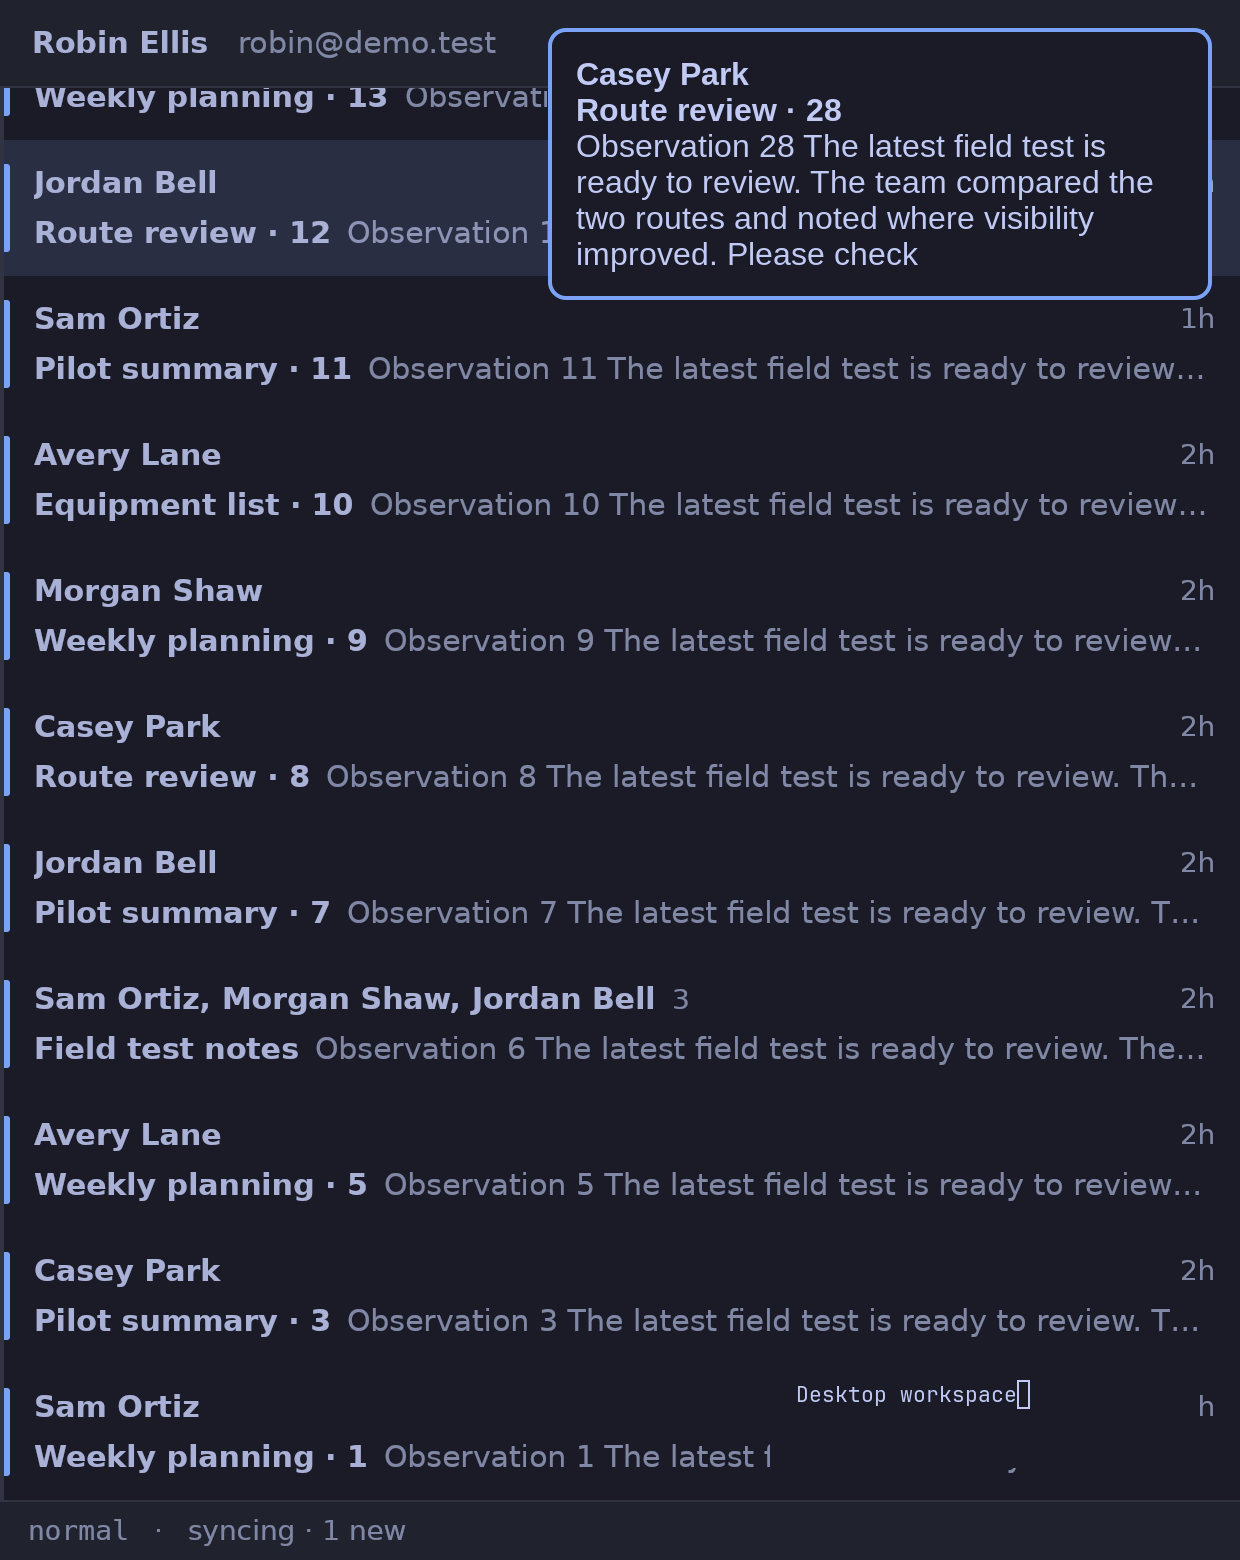 Robin Ellis robin@demo.test
Casey Park
Route review · 28
Observation 28 The latest field test is
ready to review. The team compared the
two routes and noted where visibility
improved. Please check
Weekly planning · 13
Jordan Bell
Route review · 12 Observation
Sam Ortiz 1h
Pilot summary · 11 Observation 11 The latest field test is ready to review…
Avery Lane 2h
Equipment list · 10 Observation 10 The latest field test is ready to review…
Morgan Shaw 2h
Weekly planning · 9 Observation 9 The latest field test is ready to review…
Casey Park 2h
Route review · 8 Observation 8 The latest field test is ready to review. Th…
Jordan Bell 2h
Pilot summary · 7 Observation 7 The latest field test is ready to review. T…
Sam Ortiz, Morgan Shaw, Jordan Bell 3 2h
Field test notes Observation 6 The latest field test is ready to review. The…
Avery Lane 2h
Weekly planning · 5 Observation 5 The latest field test is ready to review…
Casey Park 2h
Pilot summary · 3 Observation 3 The latest field test is ready to review. T…
Desktop workspace
Sam Ortiz h
Weekly planning · 1 Observation 1 The latest
normal · syncing · 1 new